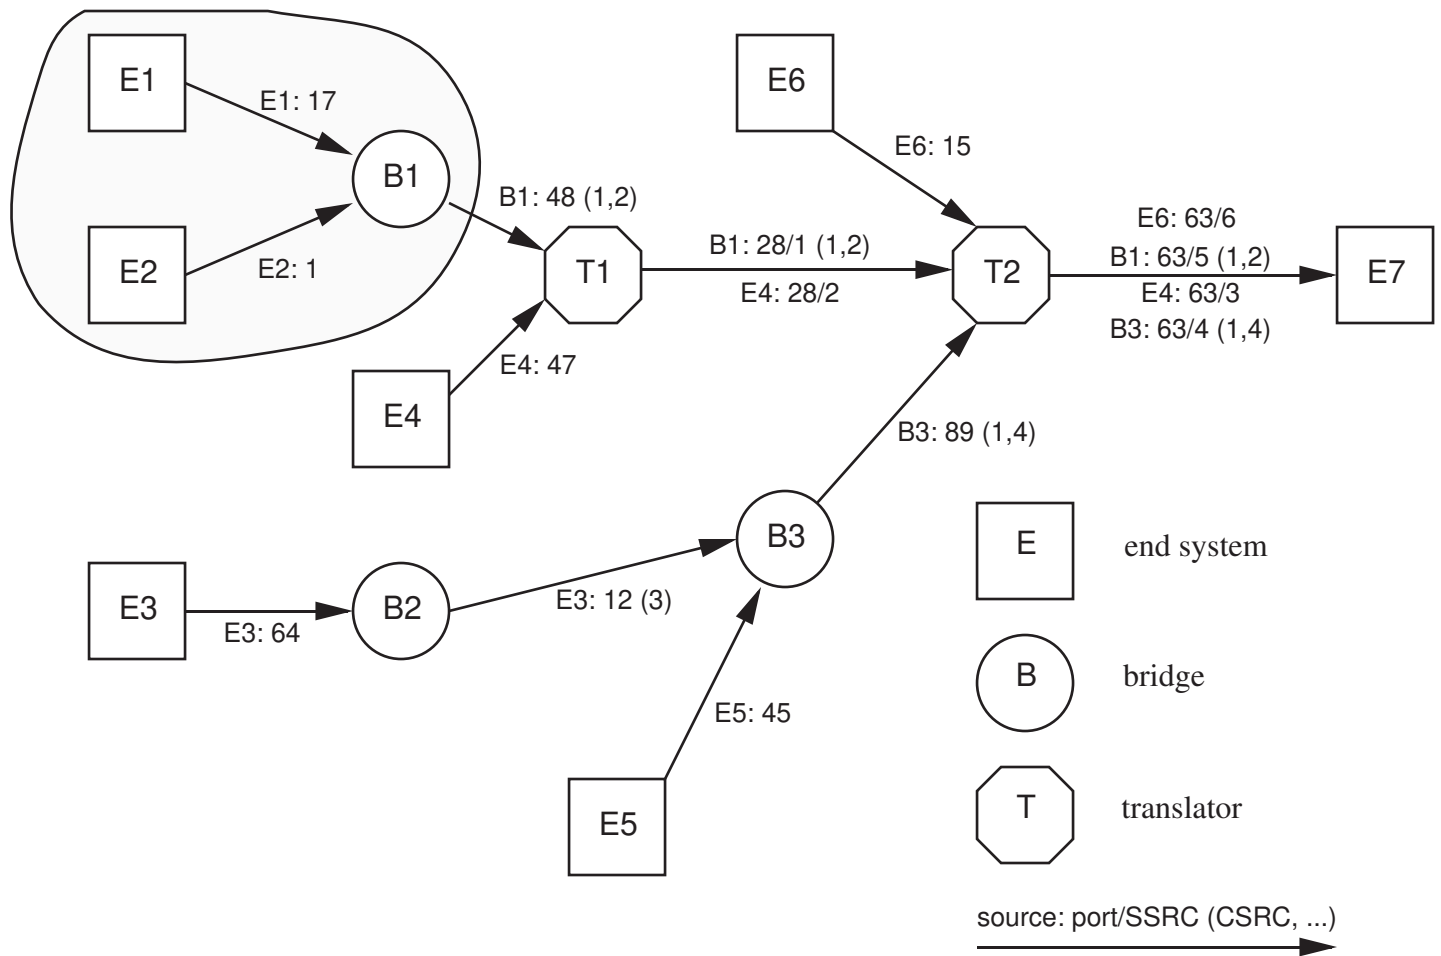 E1
E6
E1: 17
E6: 15
B1
B1: 48 (1,2)
E6: 63/6
B1: 28/1 (1,2)
B1: 63/5 (1,2)
E2
E2: 1
T1
T2
E7
E4: 28/2
E4: 63/3
B3: 63/4 (1,4)
E4: 47
E4
B3: 89 (1,4)
B3
E end system
E3
E3: 64
B2
E3: 12 (3)
B bridge
E5: 45
E5
T translator
source: port/SSRC (CSRC, ...)